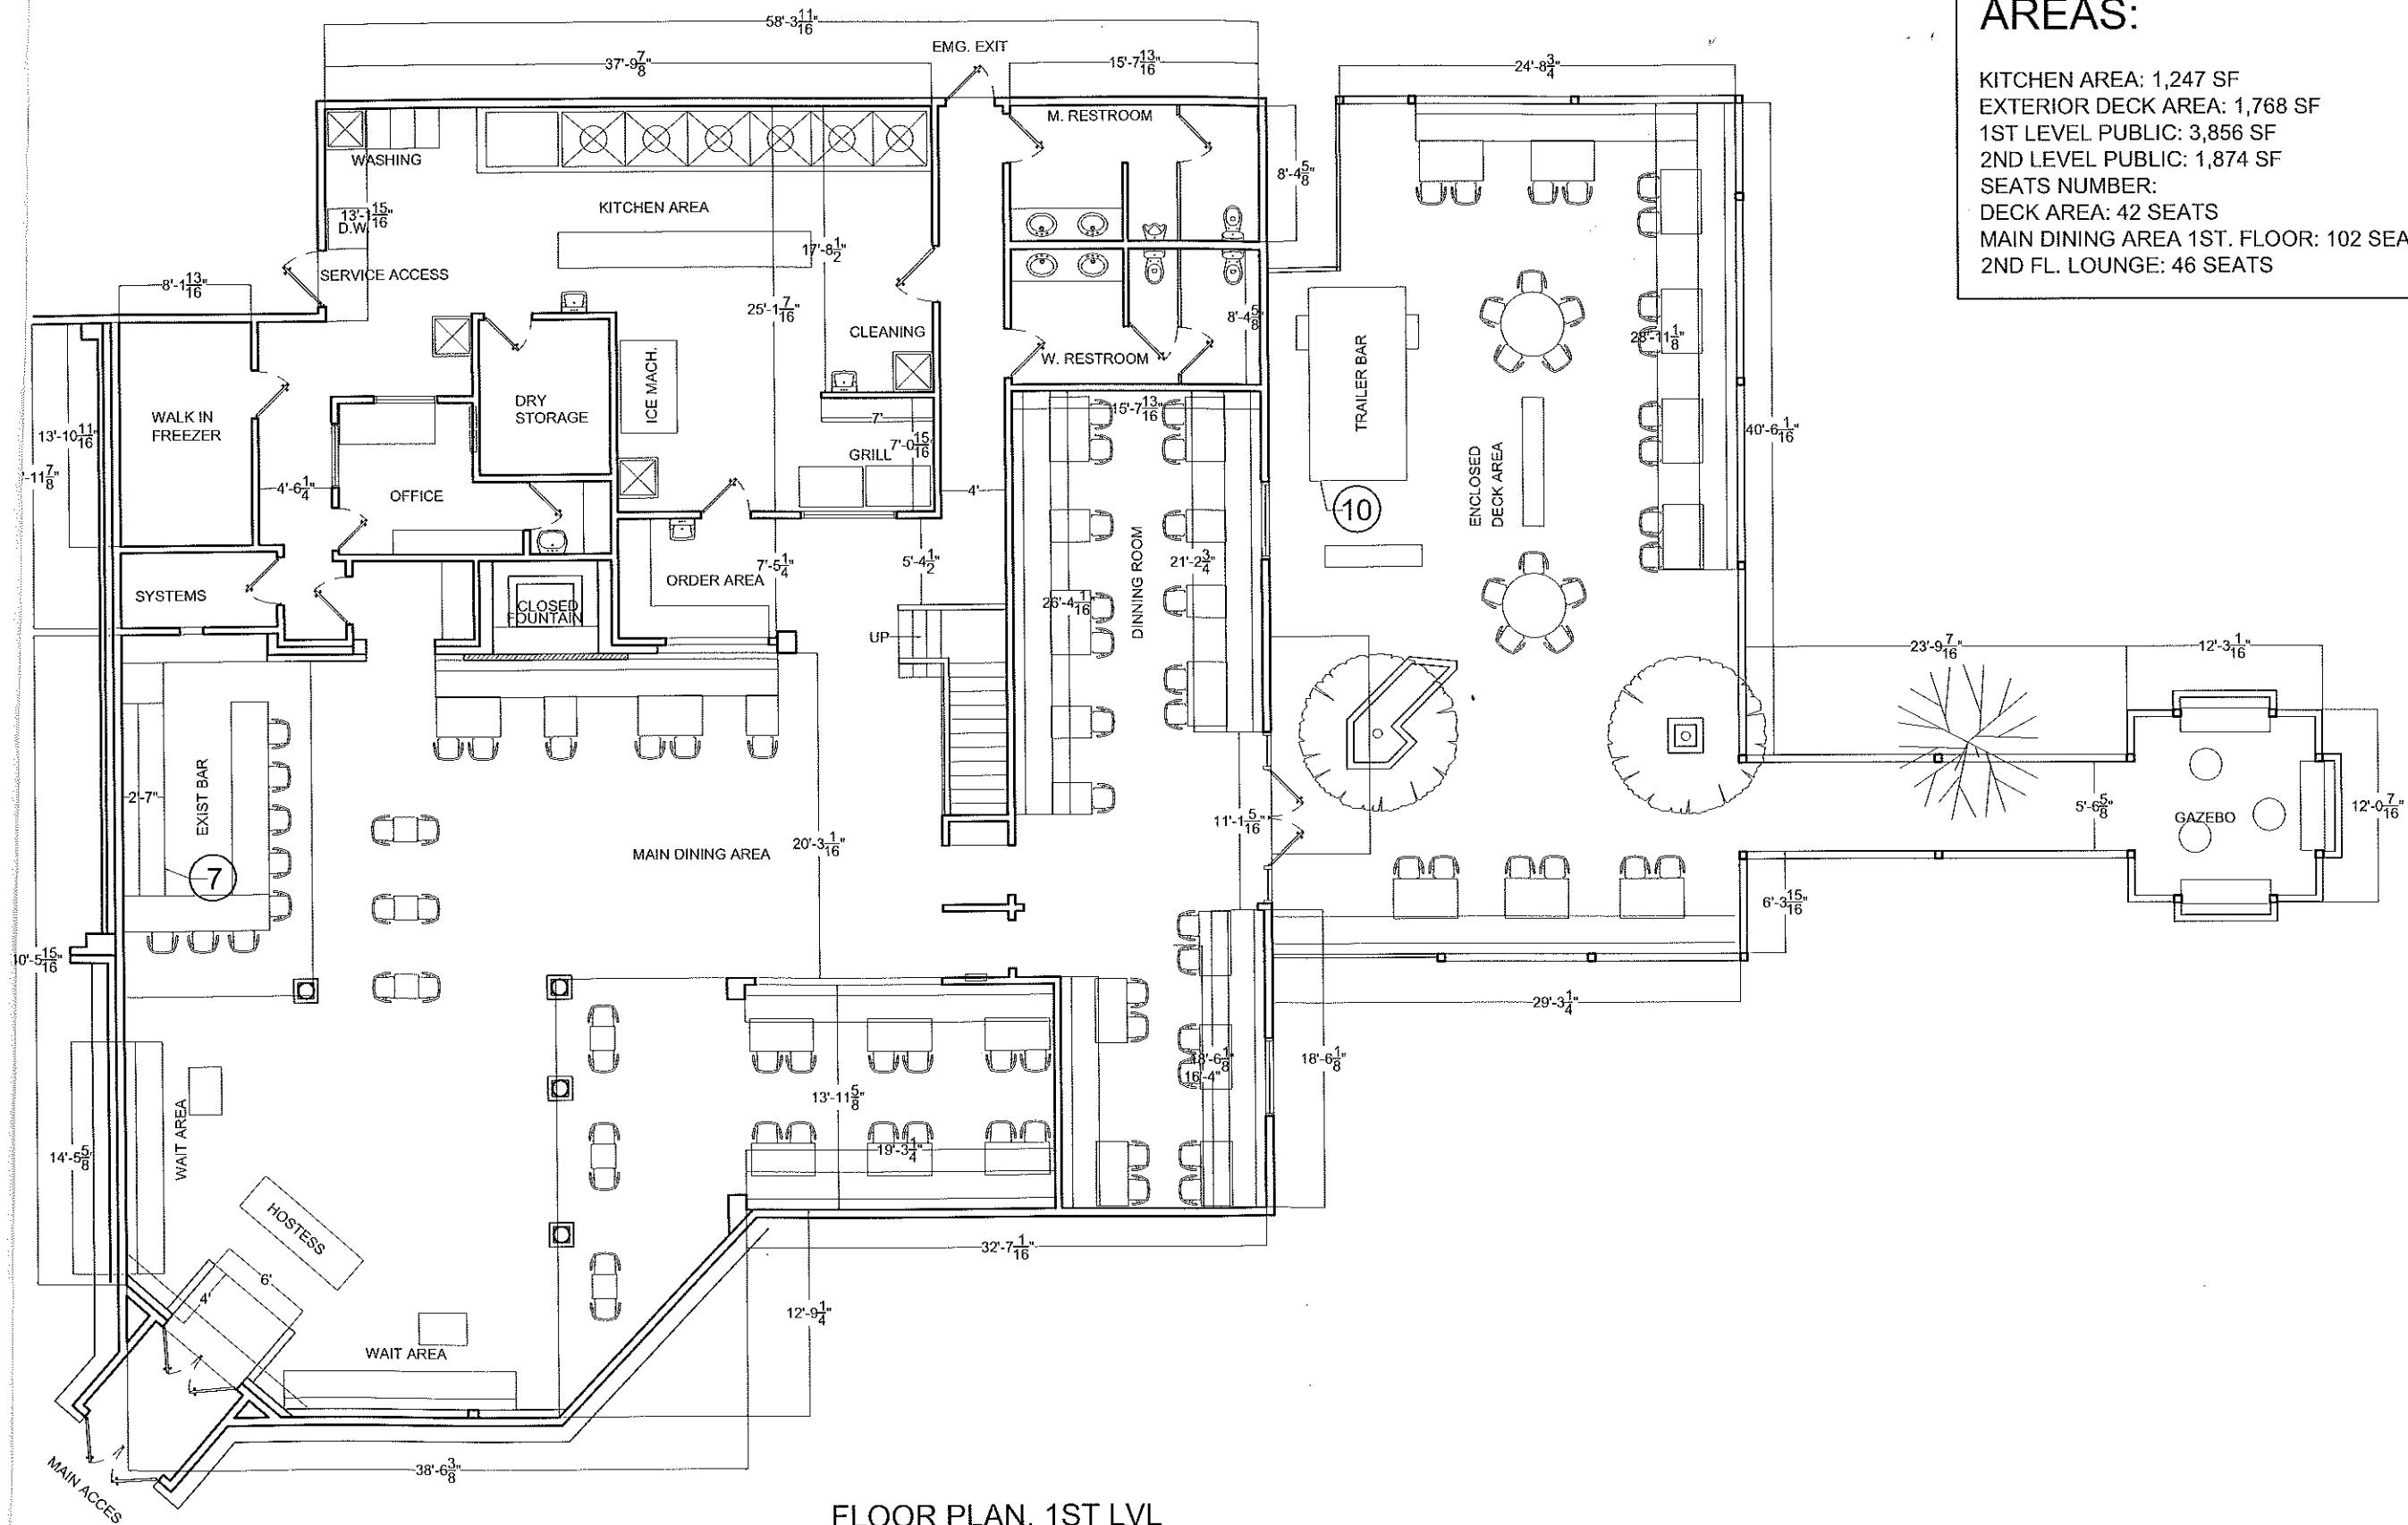 AREAS:
KITCHEN AREA: 1,247 SF
EXTERIOR DECK AREA: 1,768 SF
1ST LEVEL PUBLIC: 3,856 SF
2ND LEVEL PUBLIC: 1,874 SF
SEATS NUMBER:
DECK AREA: 42 SEATS
MAIN DINING AREA 1ST. FLOOR: 102 SEA
2ND FL. LOUNGE: 46 SEATS
58'-3 11/16"
EMG. EXIT
37'-9 7/8"
15'-7 13/16"
24'-8 3/4"
M. RESTROOM
WASHING
8'-4 5/8"
KITCHEN AREA
13'-1 15/16"
D.W.
17'-8 1/2"
SERVICE ACCESS
8'-1 13/16"
25'-1 7/16"
CLEANING
8'-4 5/8"
W. RESTROOM
ICE MACH.
TRAILER BAR
28'-11 1/8"
DRY
STORAGE
WALK IN
FREEZER
13'-10 11/16"
7'
15'-7 13/16"
40'-6 1/16"
7'-0 15/16"
GRILL
'-11 7/8"
4'-6 1/4"
OFFICE
4'
10
ENCLOSED
DECK AREA
DINNING ROOM
7'-5 1/4"
5'-4 1/2"
21'-2 3/4"
ORDER AREA
SYSTEMS
CLOSED
FOUNTAIN
26'-4 1/16"
UP
23'-9 7/16"
12'-3 1/16"
EXIST BAR
2'-7"
7
MAIN DINING AREA
20'-3 1/16"
11'-1 5/16"
5'-6 5/8"
GAZEBO
12'-0 7/16"
6'-3 15/16"
10'-5 15/16"
29'-3 1/4"
18'-6 1/8"
16'-4"
18'-6 1/8"
13'-11 5/8"
WAIT AREA
14'-5 5/8"
19'-3 1/4"
HOSTESS
32'-7 1/16"
6'
4'
12'-9 1/4"
WAIT AREA
38'-6 3/8"
MAIN ACCES
FLOOR PLAN. 1ST LVL